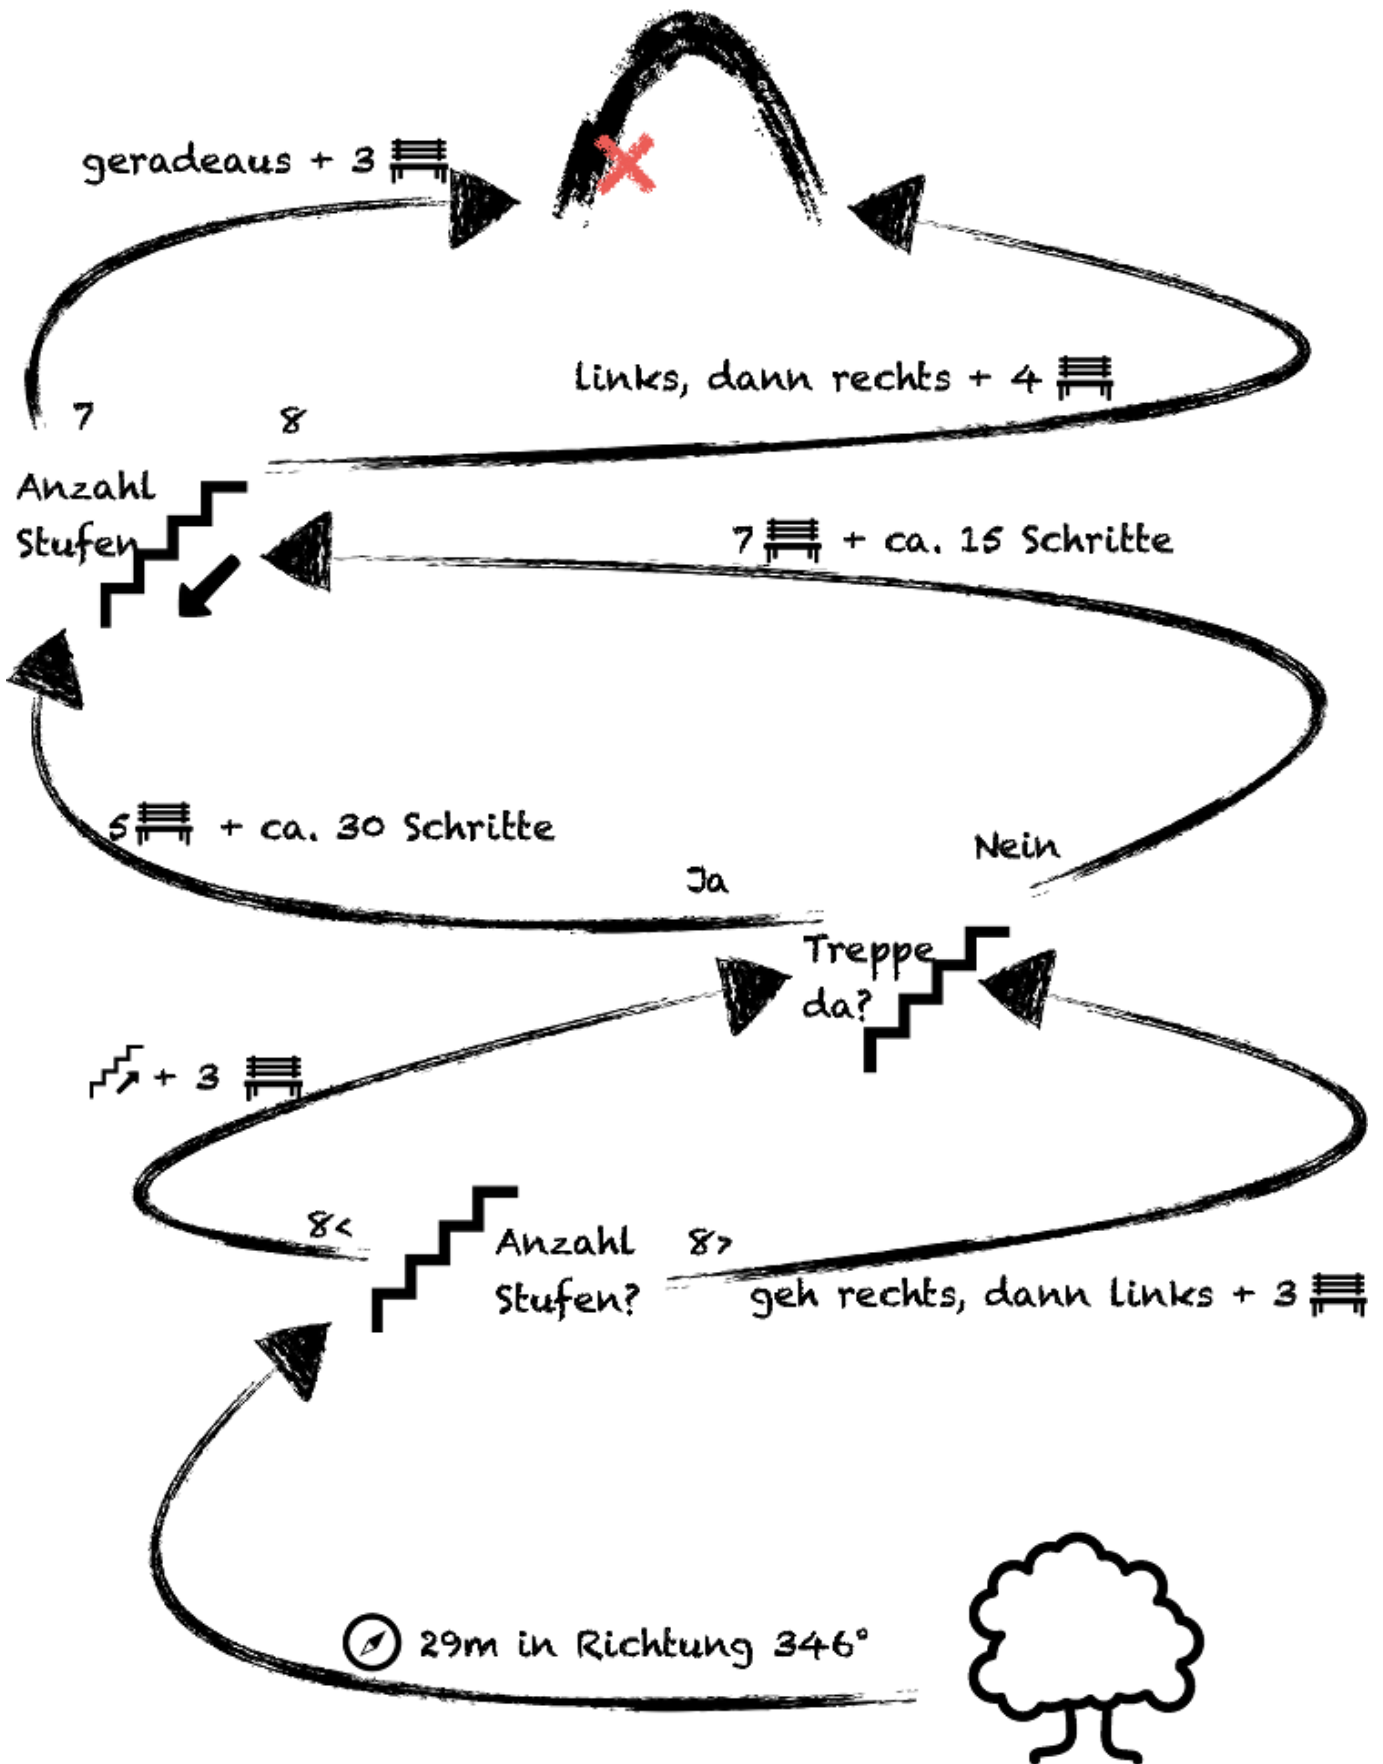 geradeaus + 3
links, dann rechts + 4
7
8
Anzahl
Stufen
7 + ca. 15 Schritte
5 + ca. 30 Schritte
Nein
Ja
Treppe
da?
+ 3
8<
Anzahl
Stufen?
8>
geh rechts, dann links + 3
29m in Richtung 346°